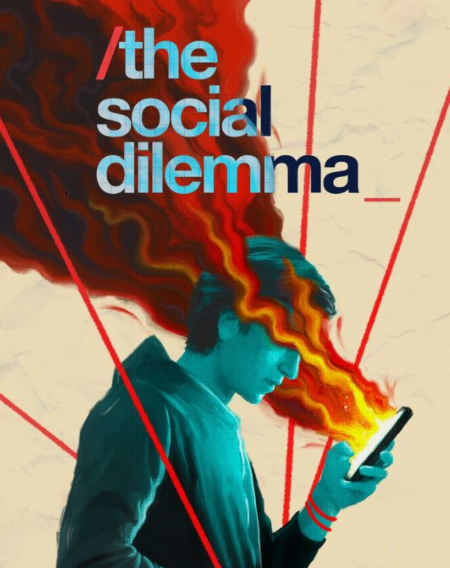 /the
social
dilemma_